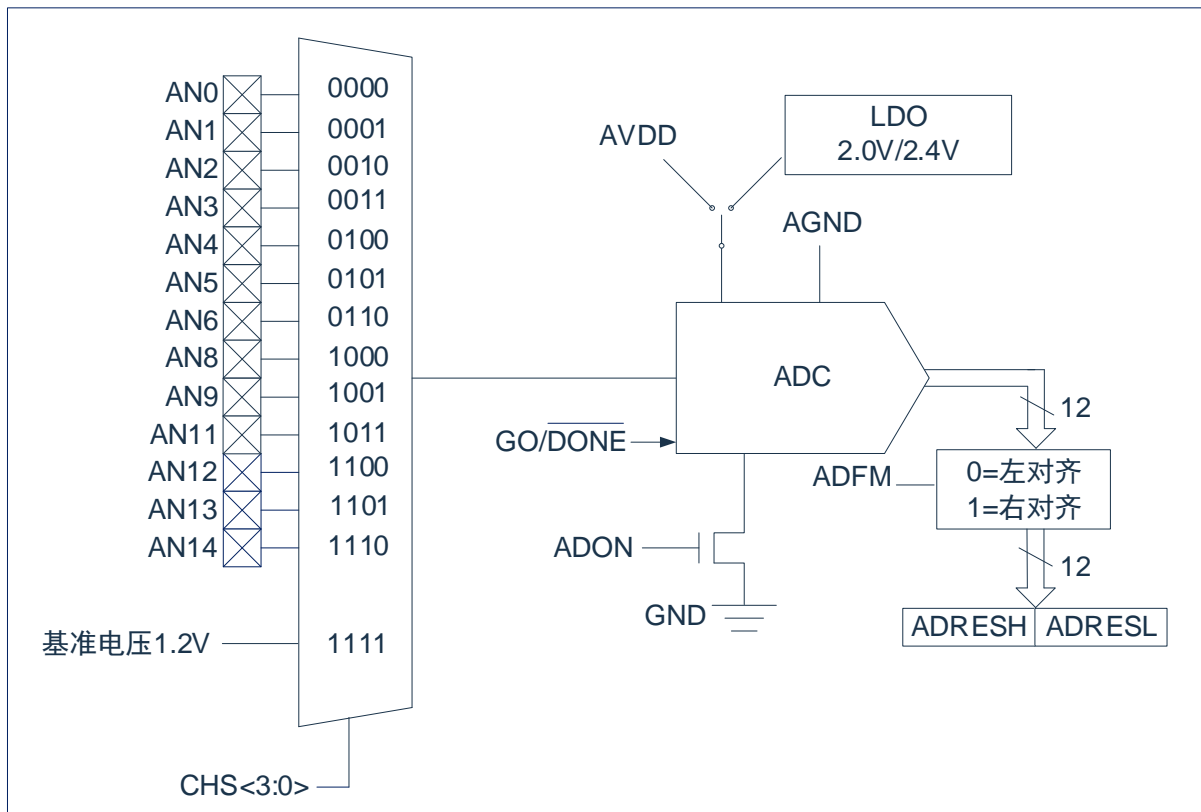 AN0
0000
AN1
0001
AN2
0010
AN3
0011
AN4
0100
AN5
0101
AN6
0110
AN8
1000
AN9
1001
AN11
1011
AN12
1100
AN13
1101
AN14
1110
基准电压1.2V
1111
CHS<3:0>
AVDD
LDO
2.0V/2.4V
AGND
ADC
GO/DONE
ADON
GND
12
ADFM
0=左对齐
1=右对齐
12
ADRESH
ADRESL